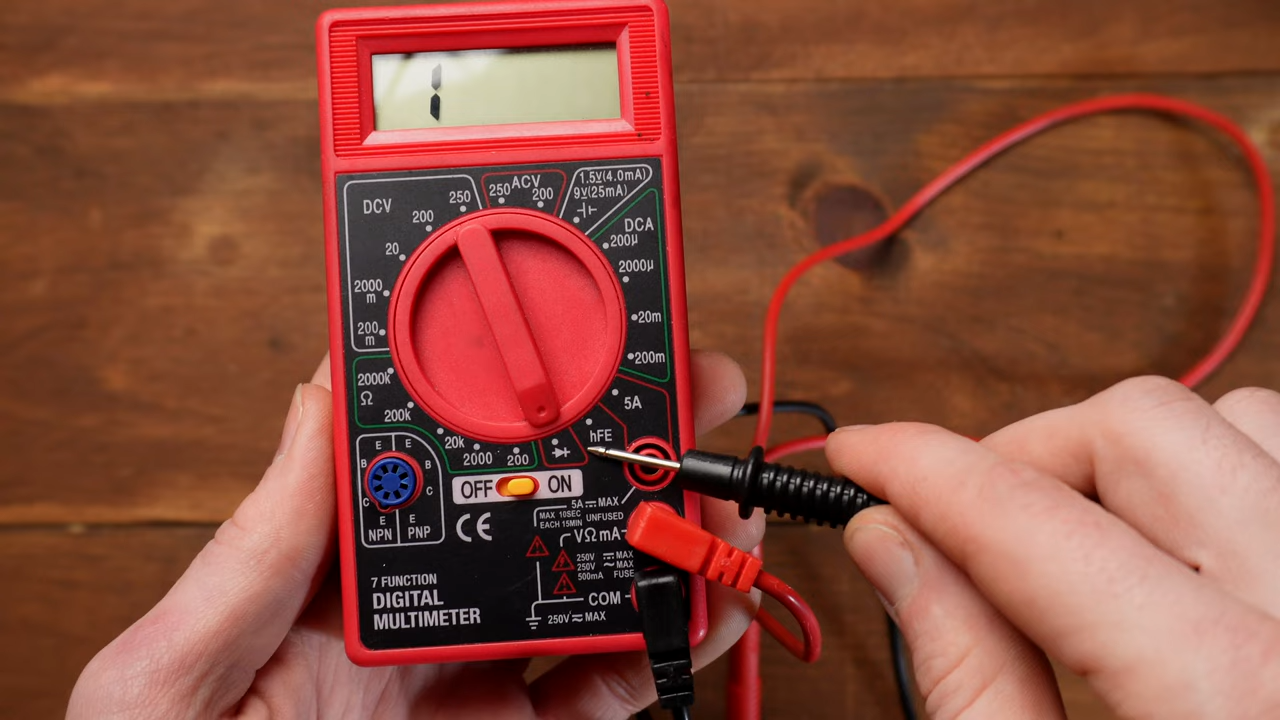 1
DCV
ACV
1.5V(4.0mA)
9V(25mA)
250
250
200
200
20
2000
m
200
m
DCA
200µ
2000µ
20m
200m
5A
hFE
2000k
Ω
200k
20k
2000
200
OFF
ON
E E
B B
C C
E E
NPN PNP
CE
5A⎓MAX
MAX 10SEC
EACH 15MIN
UNFUSED
VΩmA
250V ⎓ MAX
250V ~ MAX
500mA FUSE
COM
250V ≂ MAX
7 FUNCTION
DIGITAL
MULTIMETER